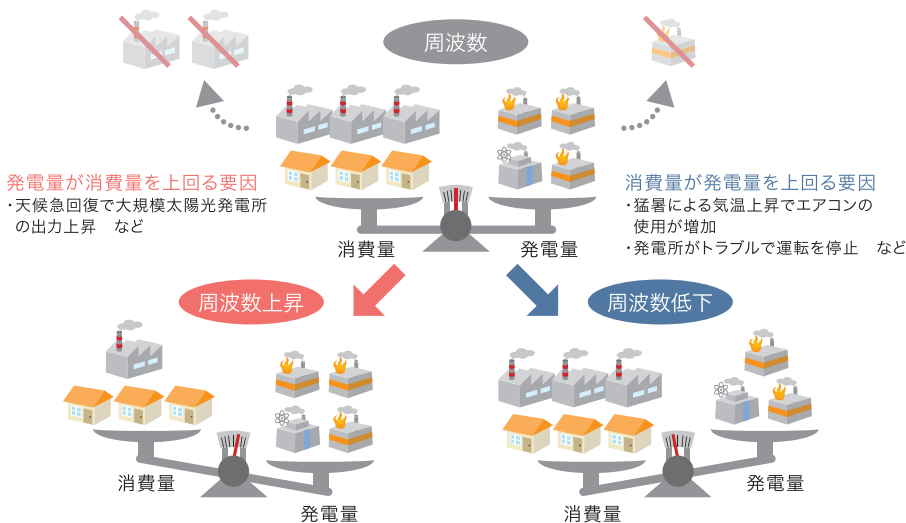 周波数
発電量が消費量を上回る要因
・天候急回復で大規模太陽光発電所
の出力上昇　など
消費量が発電量を上回る要因
・猛暑による気温上昇でエアコンの
使用が増加
・発電所がトラブルで運転を停止　など
消費量
発電量
周波数上昇
周波数低下
消費量
発電量
消費量
発電量